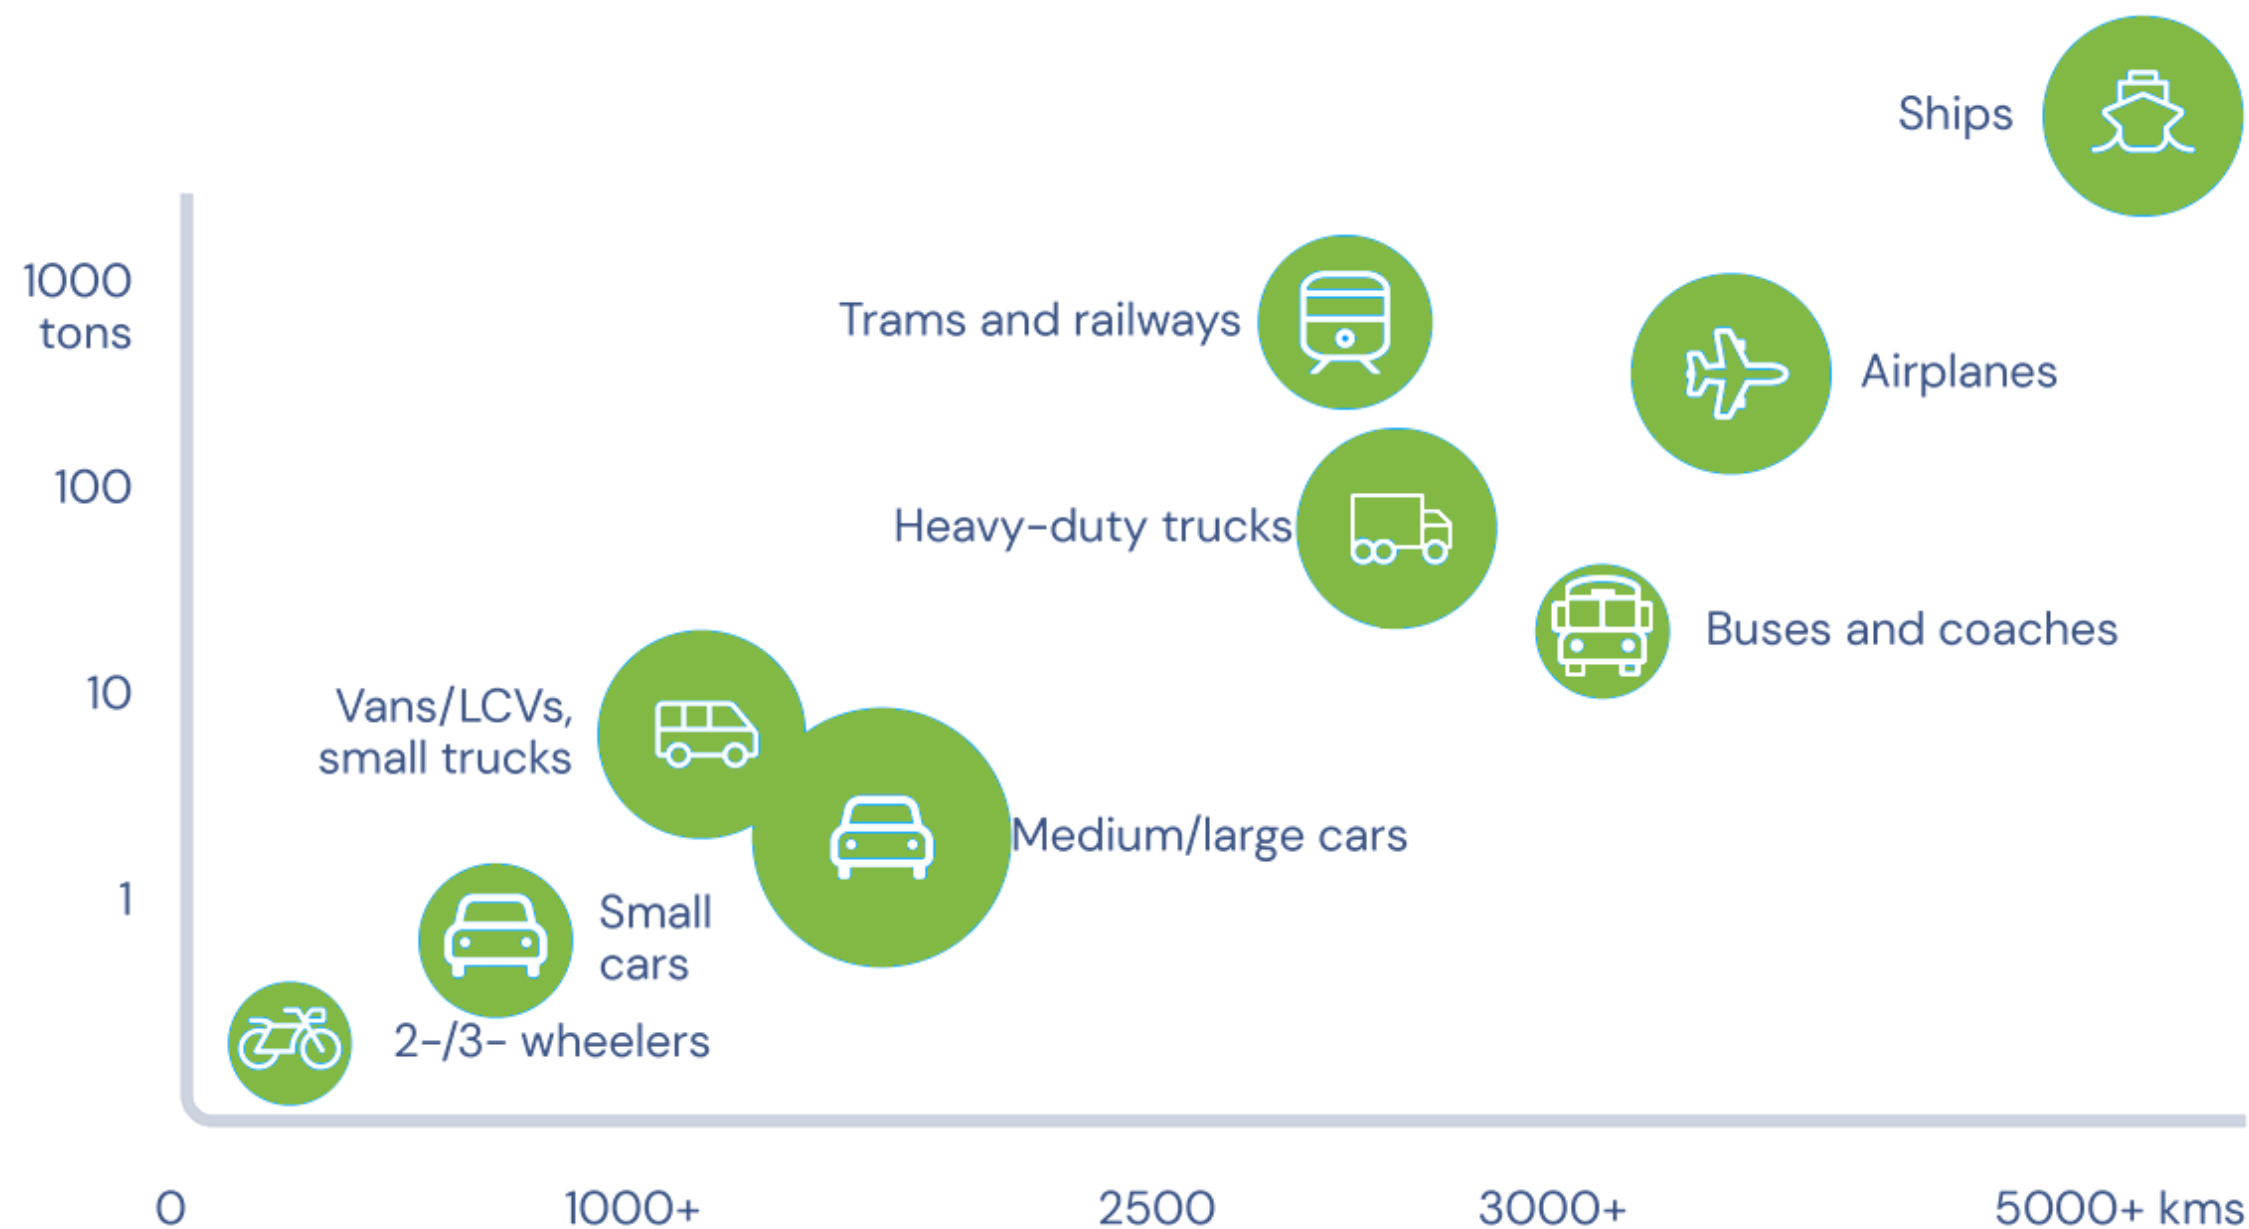 Ships
1000
tons
Trams and railways
Airplanes
100
Heavy-duty trucks
Buses and coaches
10
Vans/LCVs,
small trucks
Medium/large cars
1
Small
cars
2-/3- wheelers
0
1000+
2500
3000+
5000+ kms